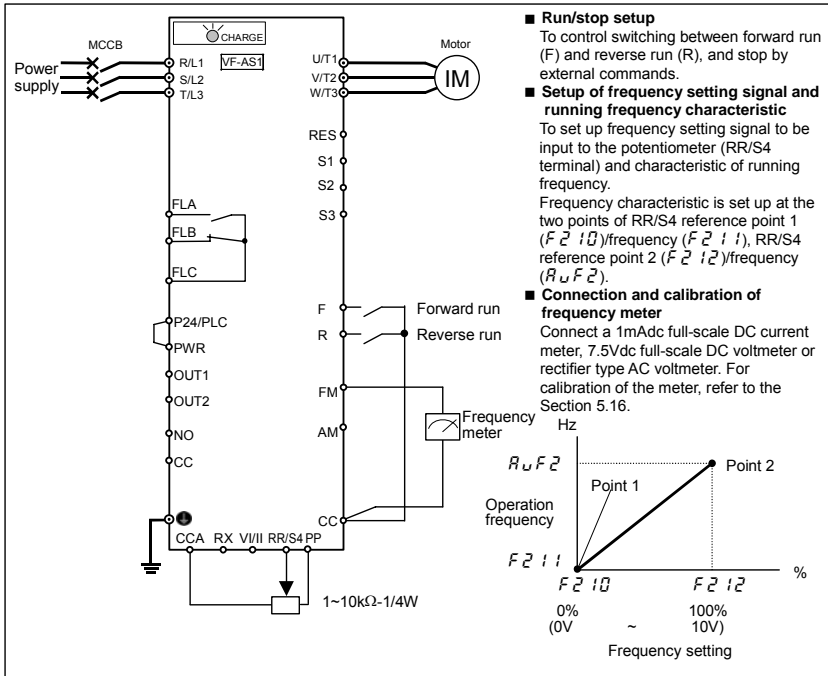 CHARGE
MCCB
Power
supply
R/L1
S/L2
T/L3
VF-AS1
U/T1
V/T2
W/T3
Motor
IM
RES
S1
S2
S3
FLA
FLB
FLC
P24/PLC
PWR
OUT1
OUT2
NO
CC
F
R
Forward run
Reverse run
FM
AM
Frequency
meter
CC
CCA RX VI/II RR/S4 PP
1~10kΩ-1/4W
■ Run/stop setup
To control switching between forward run
(F) and reverse run (R), and stop by
external commands.
■ Setup of frequency setting signal and
running frequency characteristic
To set up frequency setting signal to be
input to the potentiometer (RR/S4
terminal) and characteristic of running
frequency.
Frequency characteristic is set up at the
two points of RR/S4 reference point 1
(F210)/frequency (F211), RR/S4
reference point 2 (F212)/frequency
(AuF2).
■ Connection and calibration of
frequency meter
Connect a 1mAdc full-scale DC current
meter, 7.5Vdc full-scale DC voltmeter or
rectifier type AC voltmeter. For
calibration of the meter, refer to the
Section 5.16.
Hz
AuF2
Point 2
Point 1
Operation
frequency
F211
F210 F212
%
0% 100%
(0V ~ 10V)
Frequency setting